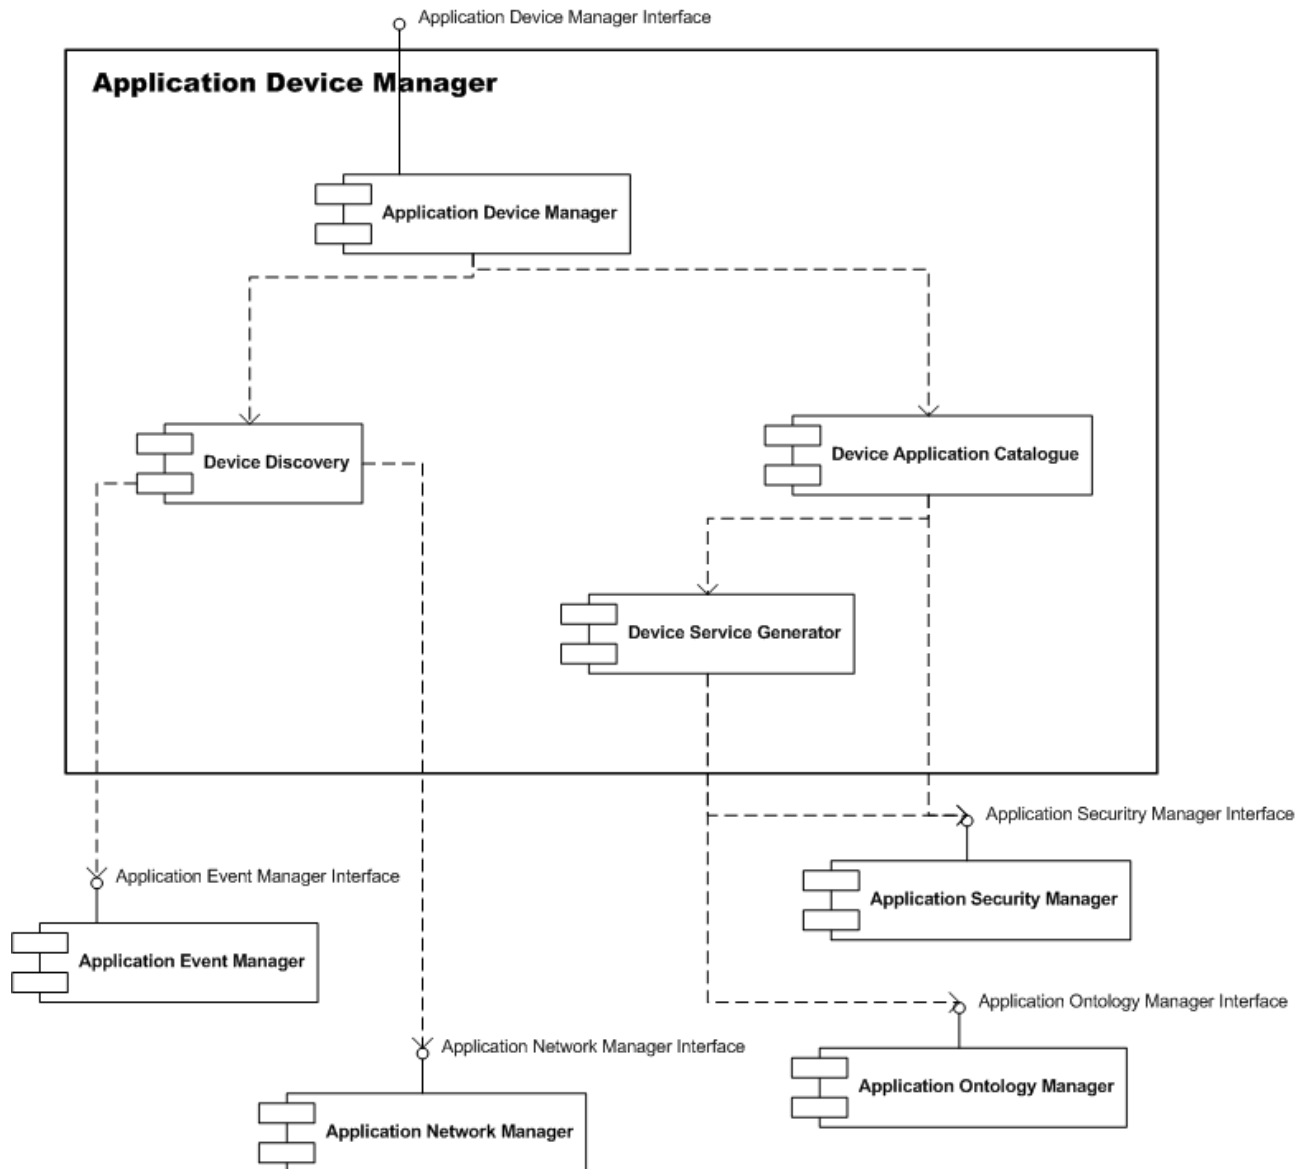 Application Device Manager Interface
Application Device Manager
Application Device Manager
Device Discovery
Device Application Catalogue
Device Service Generator
Application Securitry Manager Interface
Application Event Manager Interface
Application Security Manager
Application Event Manager
Application Ontology Manager Interface
Application Network Manager Interface
Application Ontology Manager
Application Network Manager